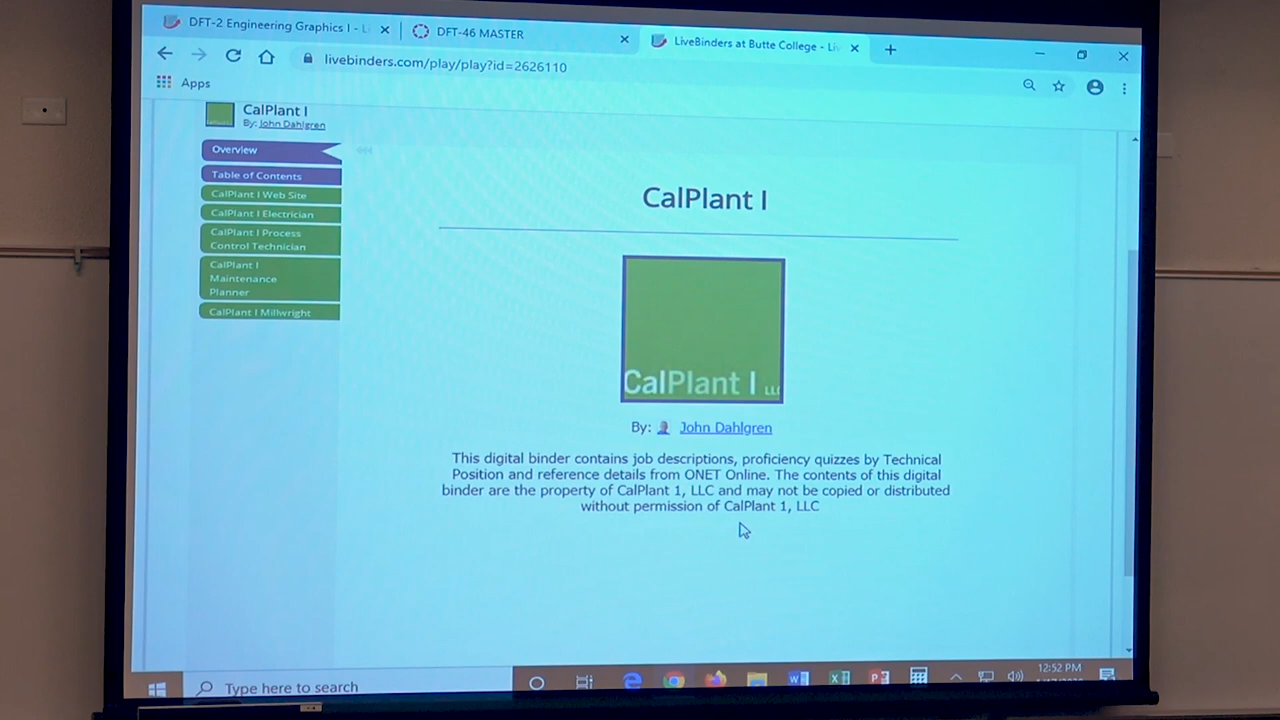 DFT-2 Engineering Graphics I - Li
DFT-46 MASTER
LiveBinders at Butte College - Liv
livebinders.com/play/play?id=2626110
Apps
CalPlant I
By: John Dahlgren
Overview
Table of Contents
CalPlant I Web Site
CalPlant I Electrician
CalPlant I Process
Control Technician
CalPlant I
Maintenance
Planner
CalPlant I Millwright
CalPlant I
CalPlant I LLC
By: John Dahlgren
This digital binder contains job descriptions, proficiency quizzes by Technical
Position and reference details from ONET Online. The contents of this digital
binder are the property of CalPlant 1, LLC and may not be copied or distributed
without permission of CalPlant 1, LLC
Type here to search
12:52 PM